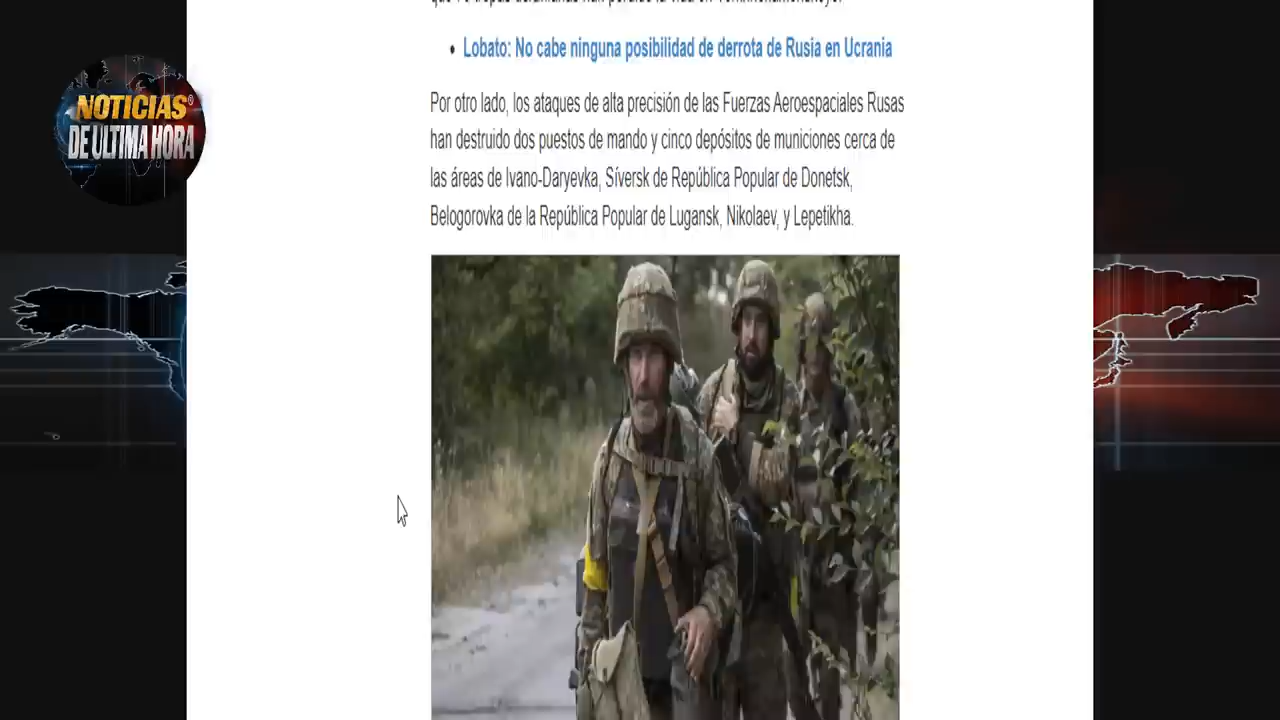 Lobato: No cabe ninguna posibilidad de derrota de Rusia en Ucrania
NOTICIAS
DE ULTIMA HORA
Por otro lado, los ataques de alta precisión de las Fuerzas Aeroespaciales Rusas
han destruido dos puestos de mando y cinco depósitos de municiones cerca de
las áreas de Ivano-Daryevka, Síversk de República Popular de Donetsk,
Belogorovka de la República Popular de Lugansk, Nikolaev, y Lepetikha.